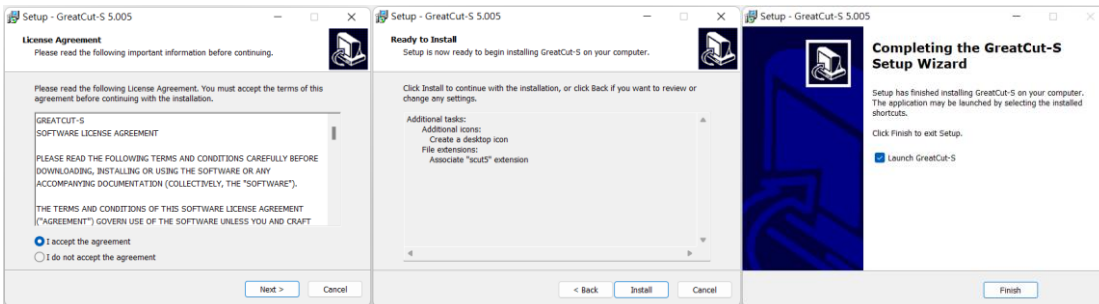 Setup - GreatCut-S 5.005
License Agreement
Please read the following important information before continuing.
Please read the following License Agreement. You must accept the terms of this
agreement before continuing with the installation.
GREATCUT-S
SOFTWARE LICENSE AGREEMENT
PLEASE READ THE FOLLOWING TERMS AND CONDITIONS CAREFULLY BEFORE
DOWNLOADING, INSTALLING OR USING THE SOFTWARE OR ANY
ACCOMPANYING DOCUMENTATION (COLLECTIVELY, THE "SOFTWARE").
THE TERMS AND CONDITIONS OF THIS SOFTWARE LICENSE AGREEMENT
("AGREEMENT") GOVERN USE OF THE SOFTWARE UNLESS YOU AND CRAFT
I accept the agreement
I do not accept the agreement
Next >
Cancel
Setup - GreatCut-S 5.005
Ready to Install
Setup is now ready to begin installing GreatCut-S on your computer.
Click Install to continue with the installation, or click Back if you want to review or
change any settings.
Additional tasks:
Additional icons:
Create a desktop icon
File extensions:
Associate "scut5" extension
< Back
Install
Cancel
Setup - GreatCut-S 5.005
Completing the GreatCut-S
Setup Wizard
Setup has finished installing GreatCut-S on your computer.
The application may be launched by selecting the installed
shortcuts.
Click Finish to exit Setup.
Launch GreatCut-S
Finish